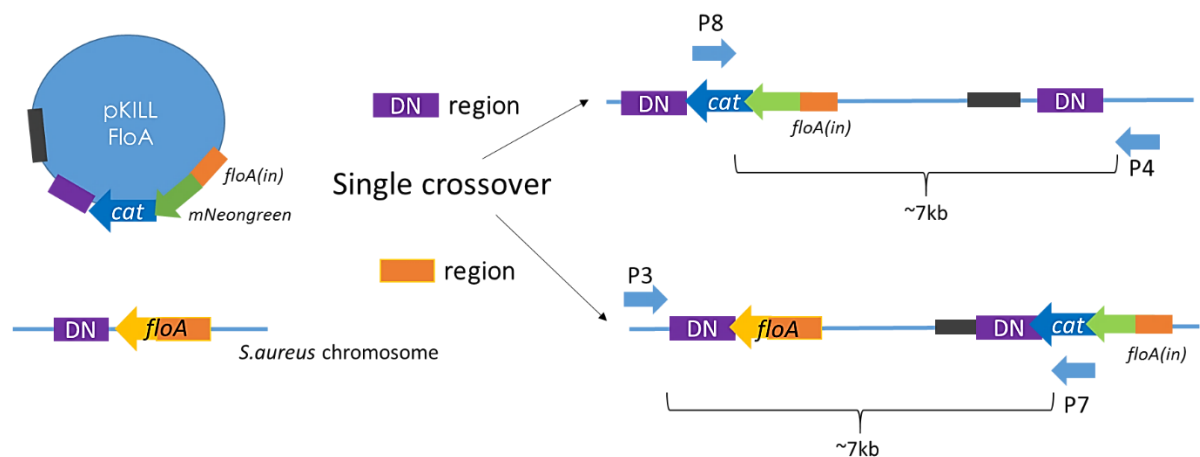 pKILL
FloA
floA(in)
mNeongreen
cat
DN
floA
S.aureus chromosome
DN region
Single crossover
region
P8
DN
cat
floA(in)
DN
P4
~7kb
P3
DN
floA
DN
cat
floA(in)
P7
~7kb